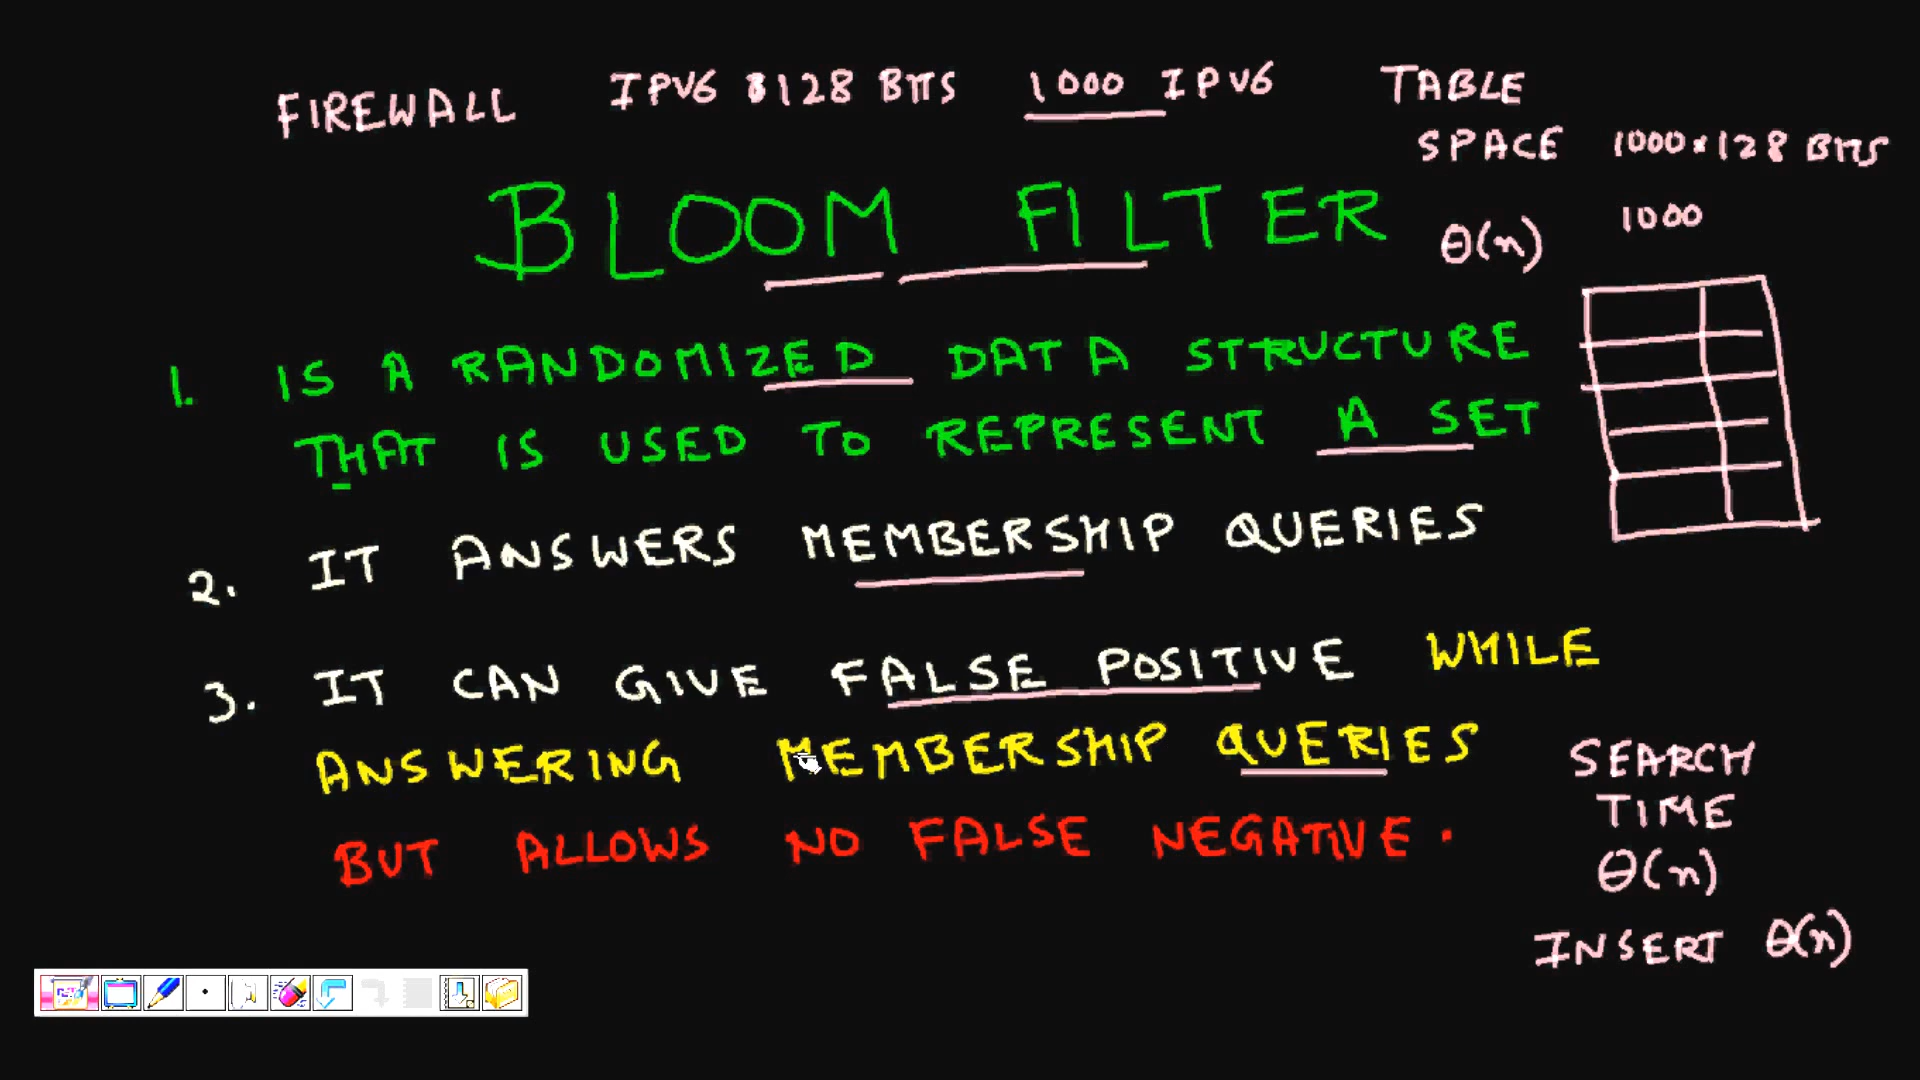 FIREWALL IPV6 128 BITS 1000 IPV6 TABLE
SPACE 1000 * 128 BITS
BLOOM FILTER
θ(n) 1000
1. IS A RANDOMIZED DATA STRUCTURE
THAT IS USED TO REPRESENT A SET
2. IT ANSWERS MEMBERSHIP QUERIES
3. IT CAN GIVE FALSE POSITIVE WHILE
ANSWERING MEMBERSHIP QUERIES
BUT ALLOWS NO FALSE NEGATIVE.
SEARCH
TIME
θ(n)
INSERT θ(n)